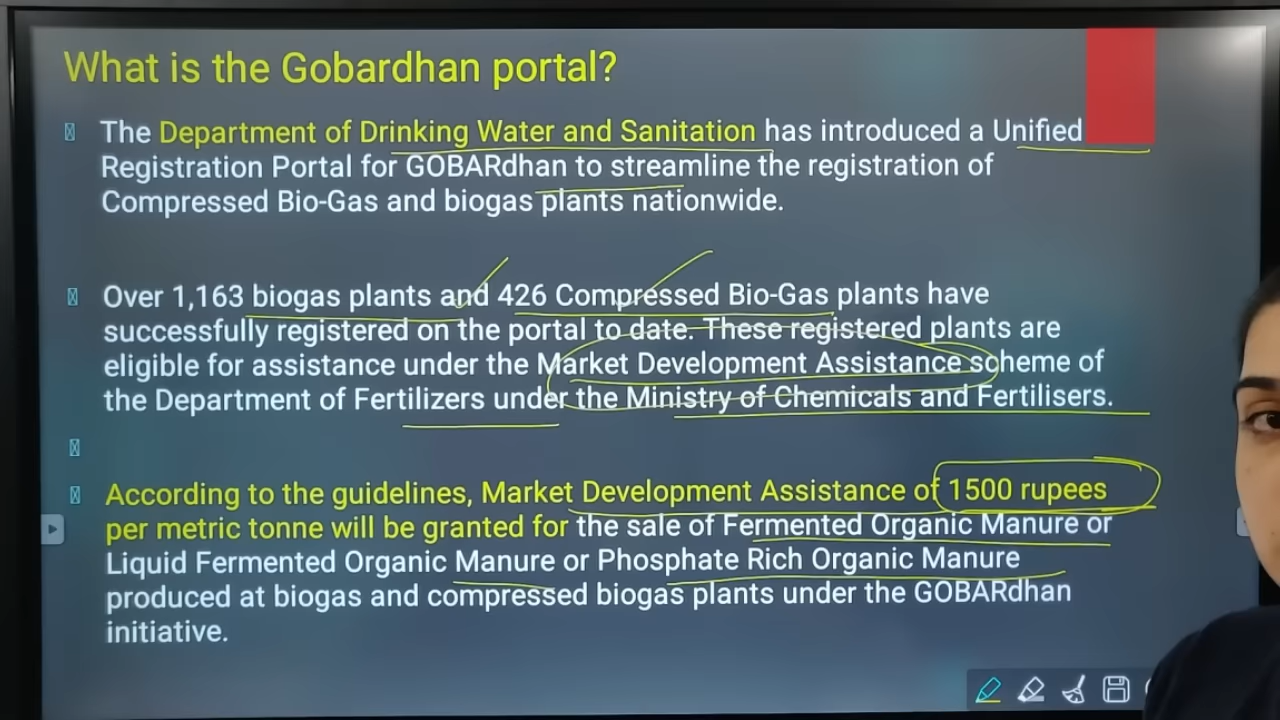 What is the Gobardhan portal?
The Department of Drinking Water and Sanitation has introduced a Unified
Registration Portal for GOBARdhan to streamline the registration of
Compressed Bio-Gas and biogas plants nationwide.
Over 1,163 biogas plants and 426 Compressed Bio-Gas plants have
successfully registered on the portal to date. These registered plants are
eligible for assistance under the Market Development Assistance scheme of
the Department of Fertilizers under the Ministry of Chemicals and Fertilisers.
According to the guidelines, Market Development Assistance of 1500 rupees
per metric tonne will be granted for the sale of Fermented Organic Manure or
Liquid Fermented Organic Manure or Phosphate Rich Organic Manure
produced at biogas and compressed biogas plants under the GOBARdhan
initiative.